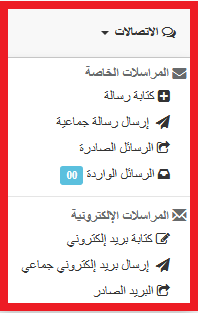 الاتصالات
المراسلات الخاصة
كتابة رسالة
إرسال رسالة جماعية
الرسائل الصادرة
الرسائل الواردة 00
المراسلات الإلكترونية
كتابة بريد إلكتروني
إرسال بريد إلكتروني جماعي
البريد الصادر